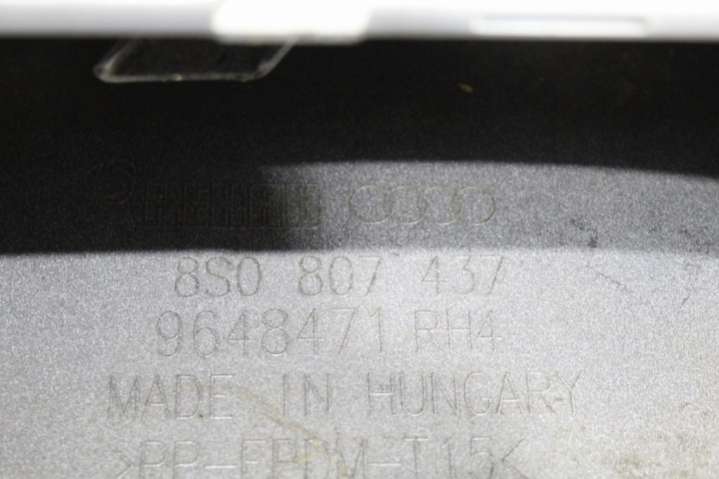 8S0 807 437
9648471 RH4
MADE IN HUNGARY
>PP-EPDM-T15<